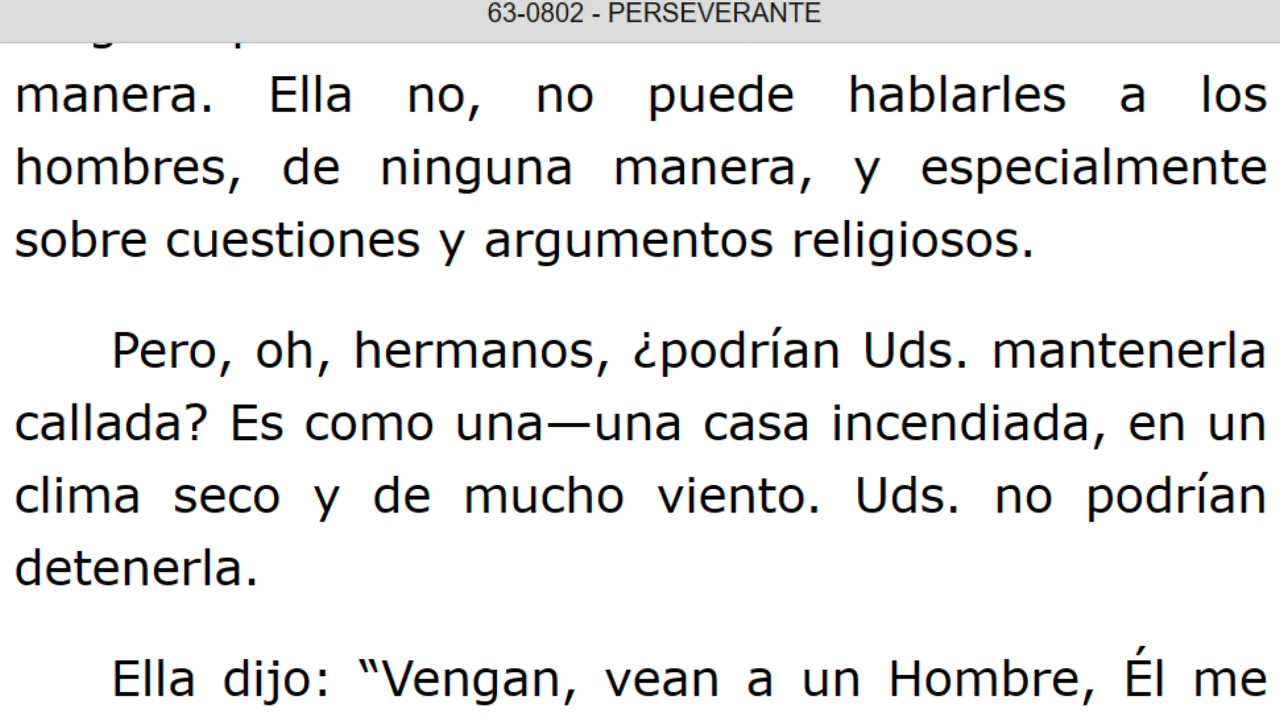 63-0802 - PERSEVERANTE
manera. Ella no, no puede hablarles a los
hombres, de ninguna manera, y especialmente
sobre cuestiones y argumentos religiosos.
Pero, oh, hermanos, ¿podrían Uds. mantenerla
callada? Es como una—una casa incendiada, en un
clima seco y de mucho viento. Uds. no podrían
detenerla.
Ella dijo: “Vengan, vean a un Hombre, Él me